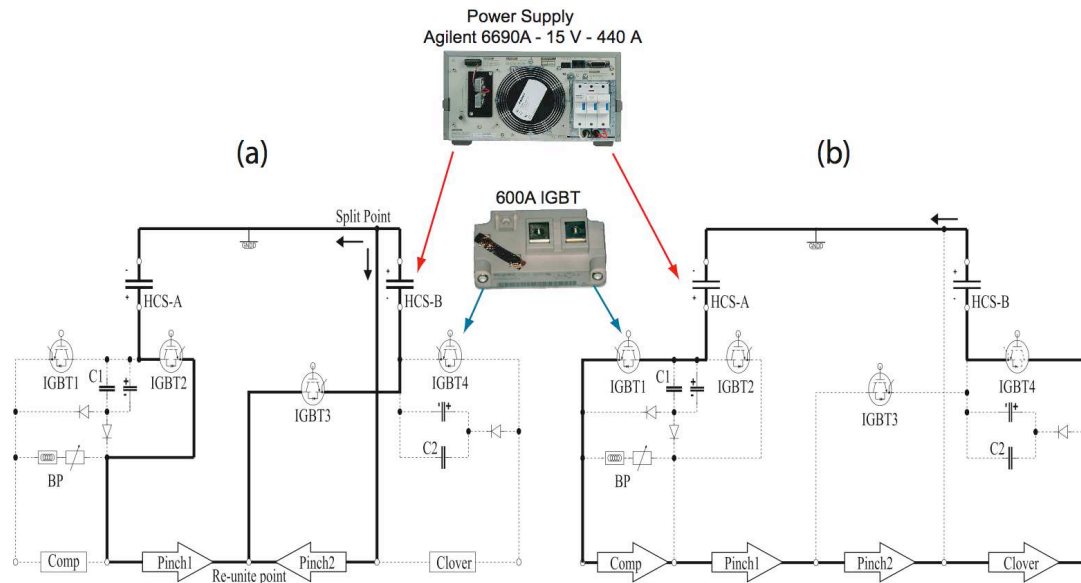 Power Supply
Agilent 6690A - 15 V - 440 A
(a)
(b)
600A IGBT
Split Point
GND
-
+
HCS-A
+
-
HCS-B
IGBT1
C1
+
-
IGBT2
IGBT3
IGBT4
- +
C2
BP
Comp
Pinch1
Re-unite point
Pinch2
Clover
GND
-
+
HCS-A
+
-
HCS-B
IGBT1
C1
+
-
IGBT2
IGBT3
IGBT4
- +
C2
BP
Comp
Pinch1
Pinch2
Clover